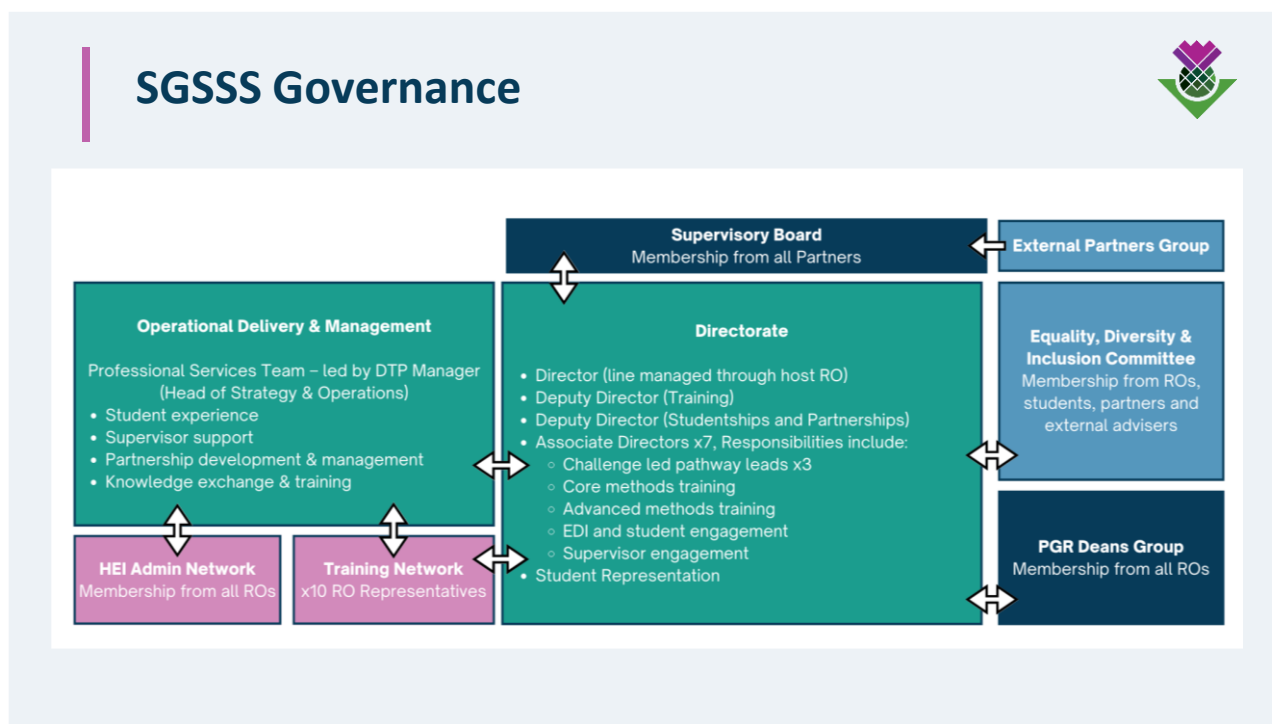 SGSSS Governance
Supervisory Board
Membership from all Partners
External Partners Group
Operational Delivery & Management
Professional Services Team – led by DTP Manager
(Head of Strategy & Operations)
• Student experience
• Supervisor support
• Partnership development & management
• Knowledge exchange & training
Directorate
• Director (line managed through host RO)
• Deputy Director (Training)
• Deputy Director (Studentships and Partnerships)
• Associate Directors x7, Responsibilities include:
◦ Challenge led pathway leads x3
◦ Core methods training
◦ Advanced methods training
◦ EDI and student engagement
◦ Supervisor engagement
• Student Representation
Equality, Diversity &
Inclusion Committee
Membership from ROs,
students, partners and
external advisers
HEI Admin Network
Membership from all ROs
Training Network
x10 RO Representatives
PGR Deans Group
Membership from all ROs